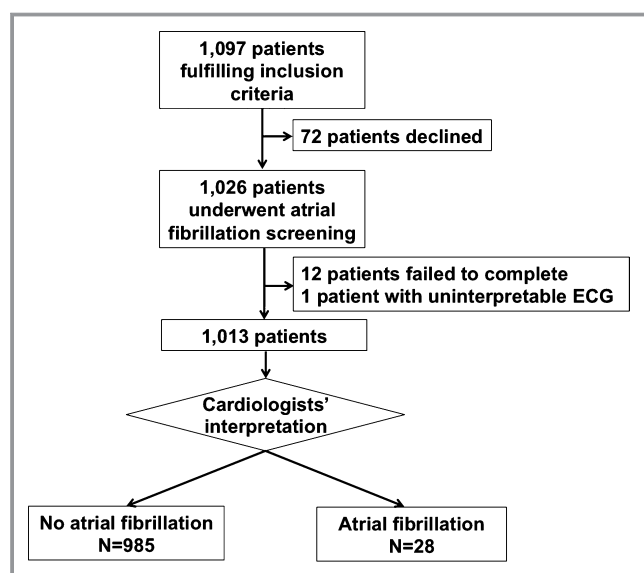 1,097 patients
fulfilling inclusion
criteria
72 patients declined
1,026 patients
underwent atrial
fibrillation screening
12 patients failed to complete
1 patient with uninterpretable ECG
1,013 patients
Cardiologists’
interpretation
No atrial fibrillation
N=985
Atrial fibrillation
N=28